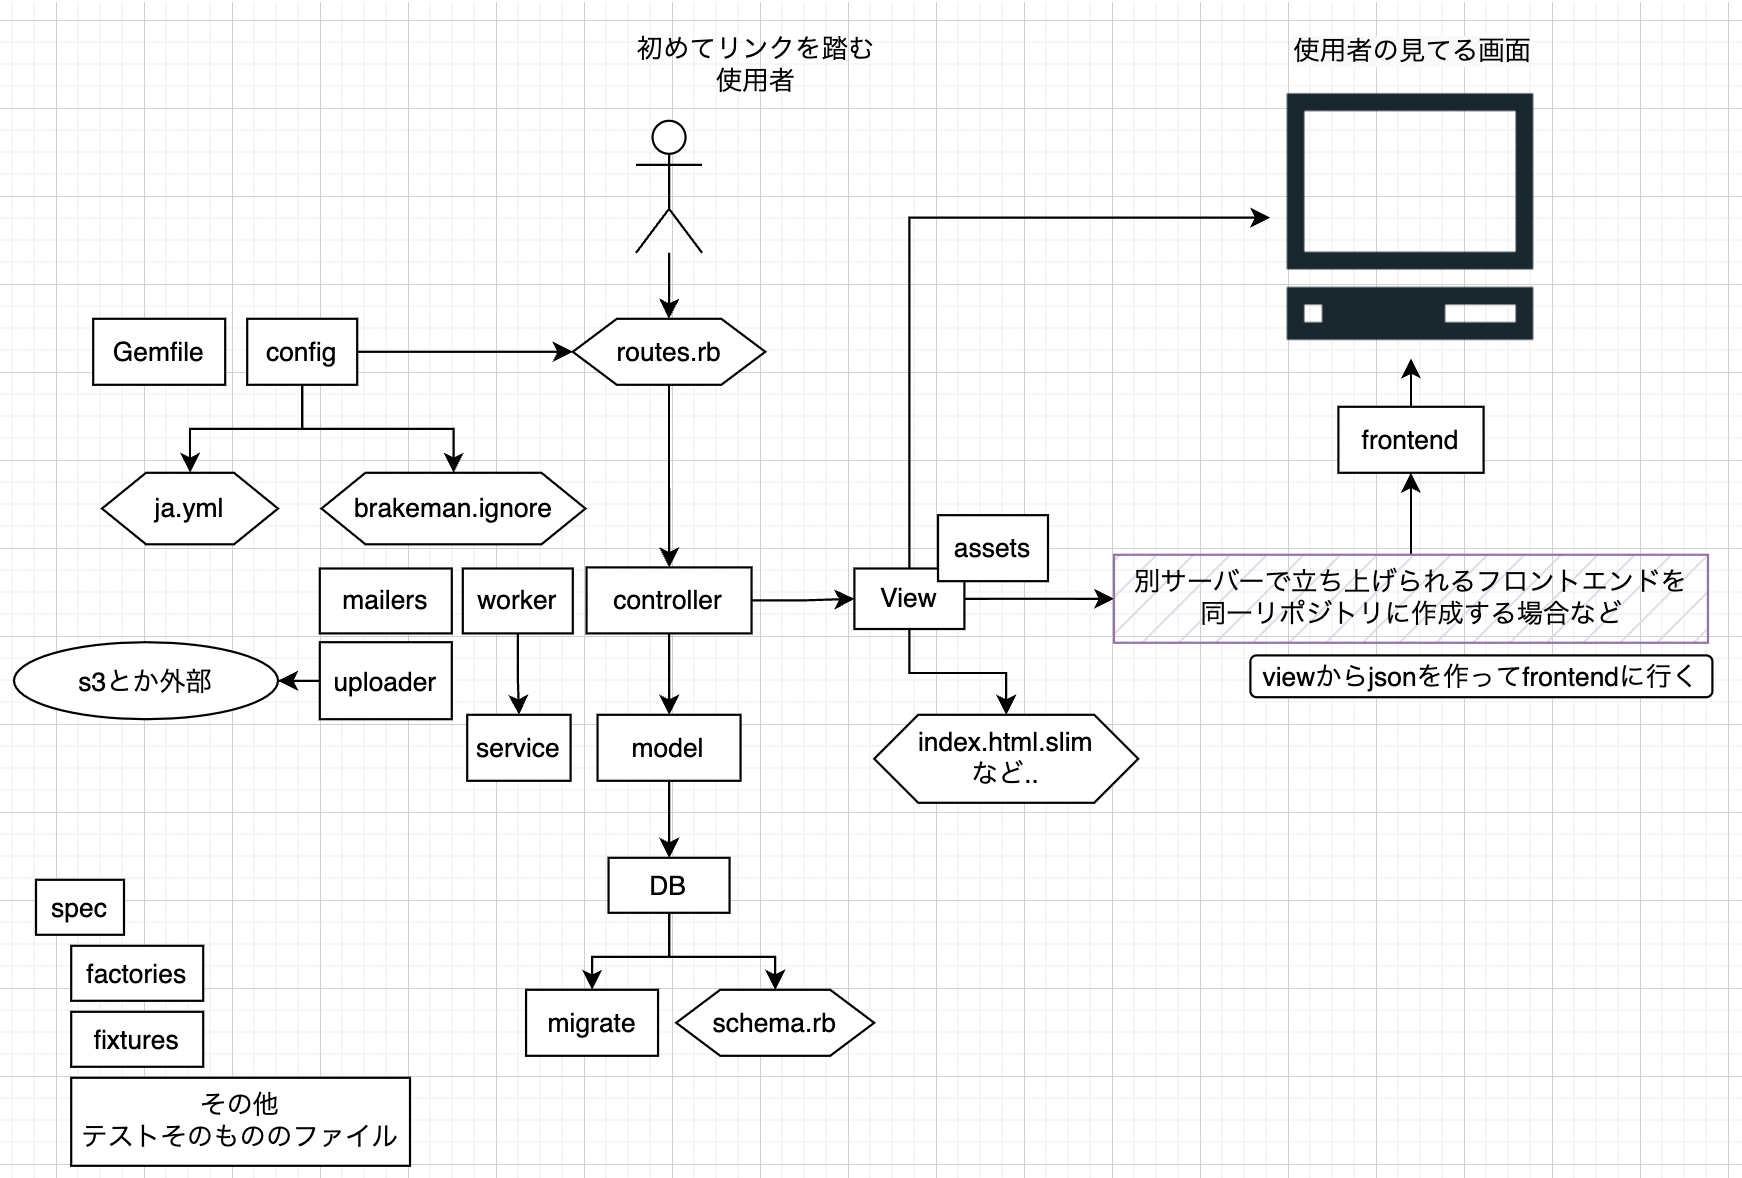 初めてリンクを踏む
使用者
使用者の見てる画面
Gemfile
config
routes.rb
frontend
ja.yml
brakeman.ignore
assets
mailers
worker
controller
View
別サーバーで立ち上げられるフロントエンドを
同一リポジトリに作成する場合など
s3とか外部
uploader
viewからjsonを作ってfrontendに行く
service
model
index.html.slim
など..
DB
spec
factories
migrate
schema.rb
fixtures
その他
テストそのもののファイル